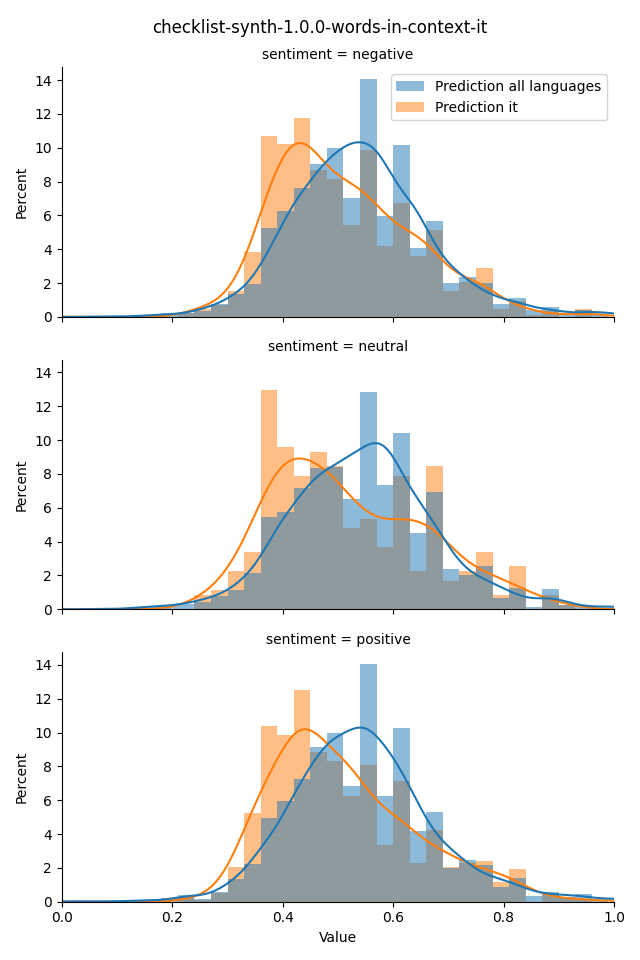 checklist-synth-1.0.0-words-in-context-it
sentiment = negative
Prediction all languages
Prediction it
14
12
10
8
6
4
2
0
Percent
sentiment = neutral
14
12
10
8
6
4
2
0
Percent
sentiment = positive
14
12
10
8
6
4
2
0
Percent
0.0 0.2 0.4 0.6 0.8 1.0
Value